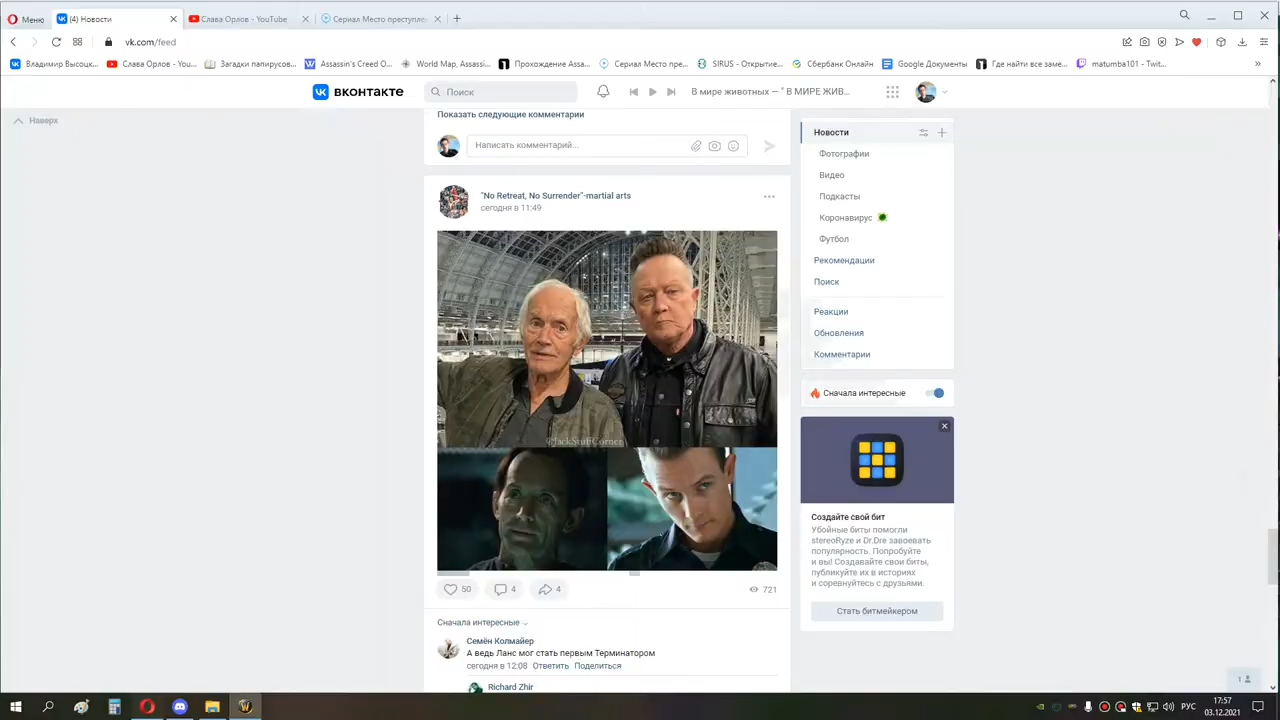 Меню
(4) Новости
Слава Орлов - YouTube
Сериал Место преступле
vk.com/feed
Владимир Высоцк...
Слава Орлов - You...
Загадки папирусов...
Assassin's Creed O...
World Map, Assassi...
Прохождение Assa...
Сериал Место пре...
SIRUS - Открытие...
Сбербанк Онлайн
Google Документы
Где найти все заме...
matumba101 - Twit...
вконтакте
Поиск
В мире животных — " В МИРЕ ЖИВ...
Наверх
Показать следующие комментарии
Написать комментарий...
"No Retreat, No Surrender"-martial arts
сегодня в 11:49
50
4
4
721
Сначала интересные
Семён Колмайер
А ведь Ланс мог стать первым Терминатором
сегодня в 12:08 Ответить Поделиться
Richard Zhir
Новости
Фотографии
Видео
Подкасты
Коронавирус
Футбол
Рекомендации
Поиск
Реакции
Обновления
Комментарии
Сначала интересные
Создайте свой бит
Убойные биты помогли
stereoRyze и Dr.Dre завоевать
популярность. Попробуйте
и вы! Создавайте свои биты,
публикуйте их в историях
и соревнуйтесь с друзьями.
Стать битмейкером
1
РУС
17:57
03.12.2021